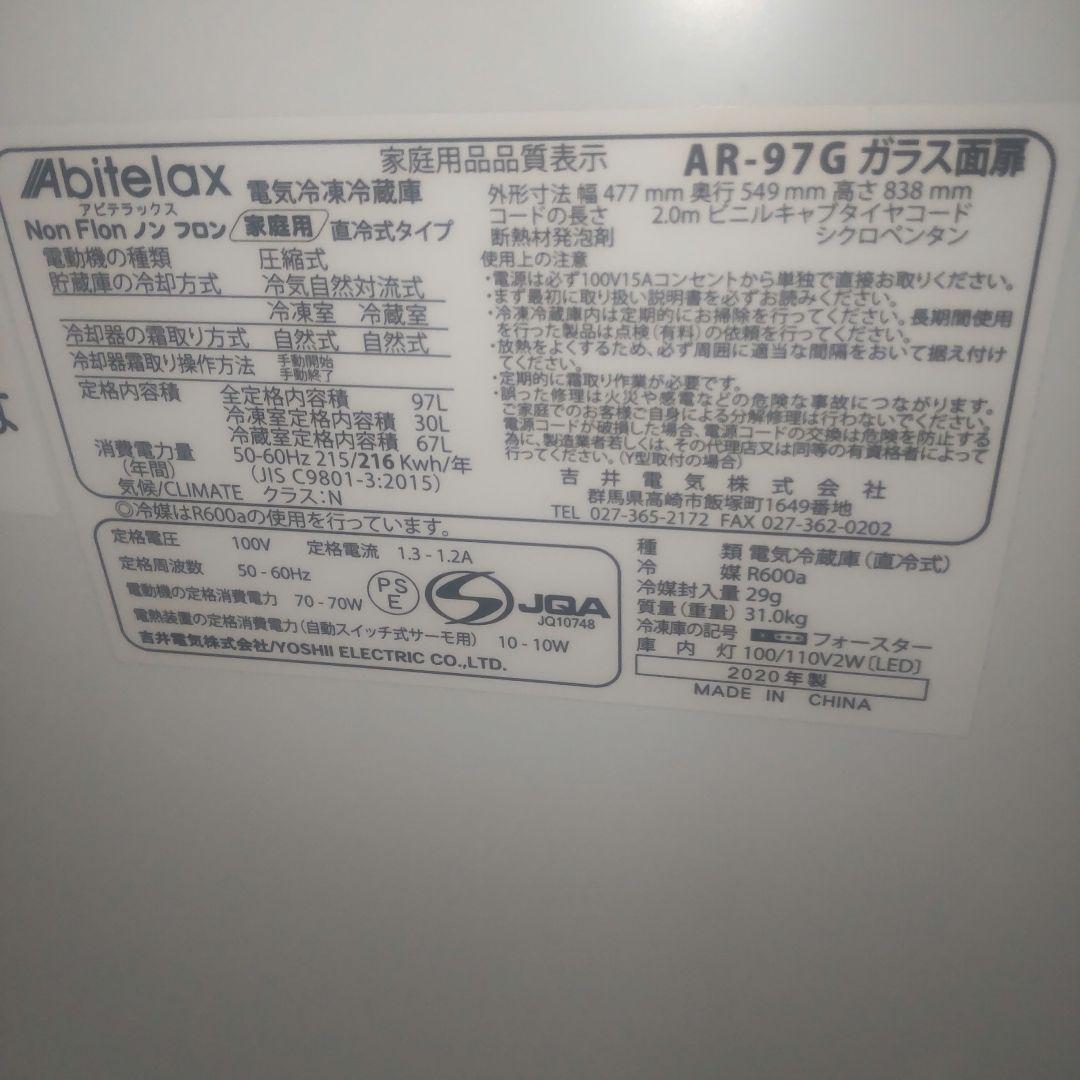 家庭用品品質表示
AR-97G ガラス面扉
Abitelax 電気冷凍冷蔵庫
アビテラックス
Non Flon ノン フロン 家庭用 直冷式タイプ
電動機の種類 圧縮式
貯蔵庫の冷却方式 冷気自然対流式
冷凍室 冷蔵室
冷却器の霜取り方式 自然式 自然式
冷却器霜取り操作方法 手動開始
手動終了
定格内容積 全定格内容積 97L
冷凍室定格内容積 30L
冷蔵室定格内容積 67L
消費電力量 50-60Hz 215/216 Kwh/年
(年間) (JIS C9801-3:2015)
気候/CLIMATE クラス:N
◎冷媒はR600aの使用を行っています。
外形寸法 幅 477 mm 奥行 549 mm 高さ 838 mm
コードの長さ 2.0m ビニルキャブタイヤコード
断熱材発泡剤 シクロペンタン
使用上の注意
・電源は必ず100V15Aコンセントから単独で直接お取りください。
・まず最初に取り扱い説明書を必ずお読みください。
・冷凍冷蔵庫内は定期的にお掃除を行ってください。長期間使用
を行った製品は点検(有料)の依頼を行ってください。
・放熱をよくするため、必ず周囲に適当な間隔をおいて据え付け
てください。
・定期的に霜取り作業が必要です。
・誤った修理は火災や感電などの危険な事故につながります。
ご家庭でのお客様ご自身による分解修理は行わないでください。
電源コードが破損した場合、電源コードの交換は危険を防止する
為に、製造業者若しくは、その代理店又は同等の有資格者によって
行ってください。(Y型取付の場合)
吉井電気株式会社
群馬県高崎市飯塚町1649番地
TEL 027-365-2172 FAX 027-362-0202
定格電圧 100V 定格電流 1.3 - 1.2A
定格周波数 50 - 60Hz
電動機の定格消費電力 70 - 70W
PS
E
JQA
JQ10748
電熱装置の定格消費電力(自動スイッチ式サーモ用) 10 - 10W
吉井電気株式会社/YOSHII ELECTRIC CO.,LTD.
種類 電気冷蔵庫(直冷式)
冷媒 R600a
冷媒封入量 29g
質量(重量) 31.0kg
冷凍庫の記号 フォースター
庫内灯 100/110V2W〔LED〕
2020年製
MADE IN CHINA
よ